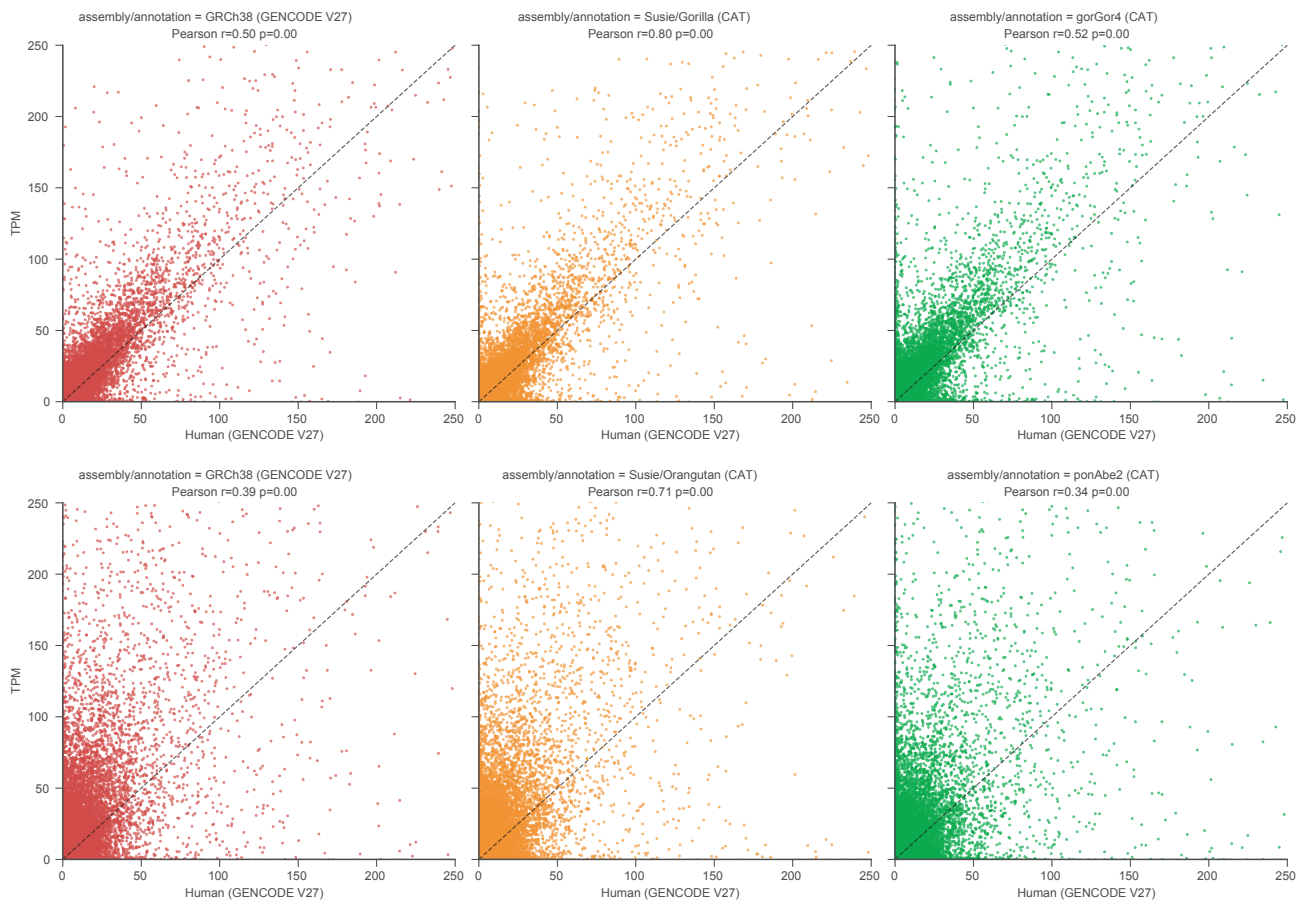 assembly/annotation = GRCh38 (GENCODE V27)
Pearson r=0.50 p=0.00
assembly/annotation = Susie/Gorilla (CAT)
Pearson r=0.80 p=0.00
assembly/annotation = gorGor4 (CAT)
Pearson r=0.52 p=0.00
250
200
150
100
50
0
TPM
0 50 100 150 200 250
Human (GENCODE V27)
0 50 100 150 200 250
Human (GENCODE V27)
0 50 100 150 200 250
Human (GENCODE V27)
assembly/annotation = GRCh38 (GENCODE V27)
Pearson r=0.39 p=0.00
assembly/annotation = Susie/Orangutan (CAT)
Pearson r=0.71 p=0.00
assembly/annotation = ponAbe2 (CAT)
Pearson r=0.34 p=0.00
250
200
150
100
50
0
TPM
0 50 100 150 200 250
Human (GENCODE V27)
0 50 100 150 200 250
Human (GENCODE V27)
0 50 100 150 200 250
Human (GENCODE V27)